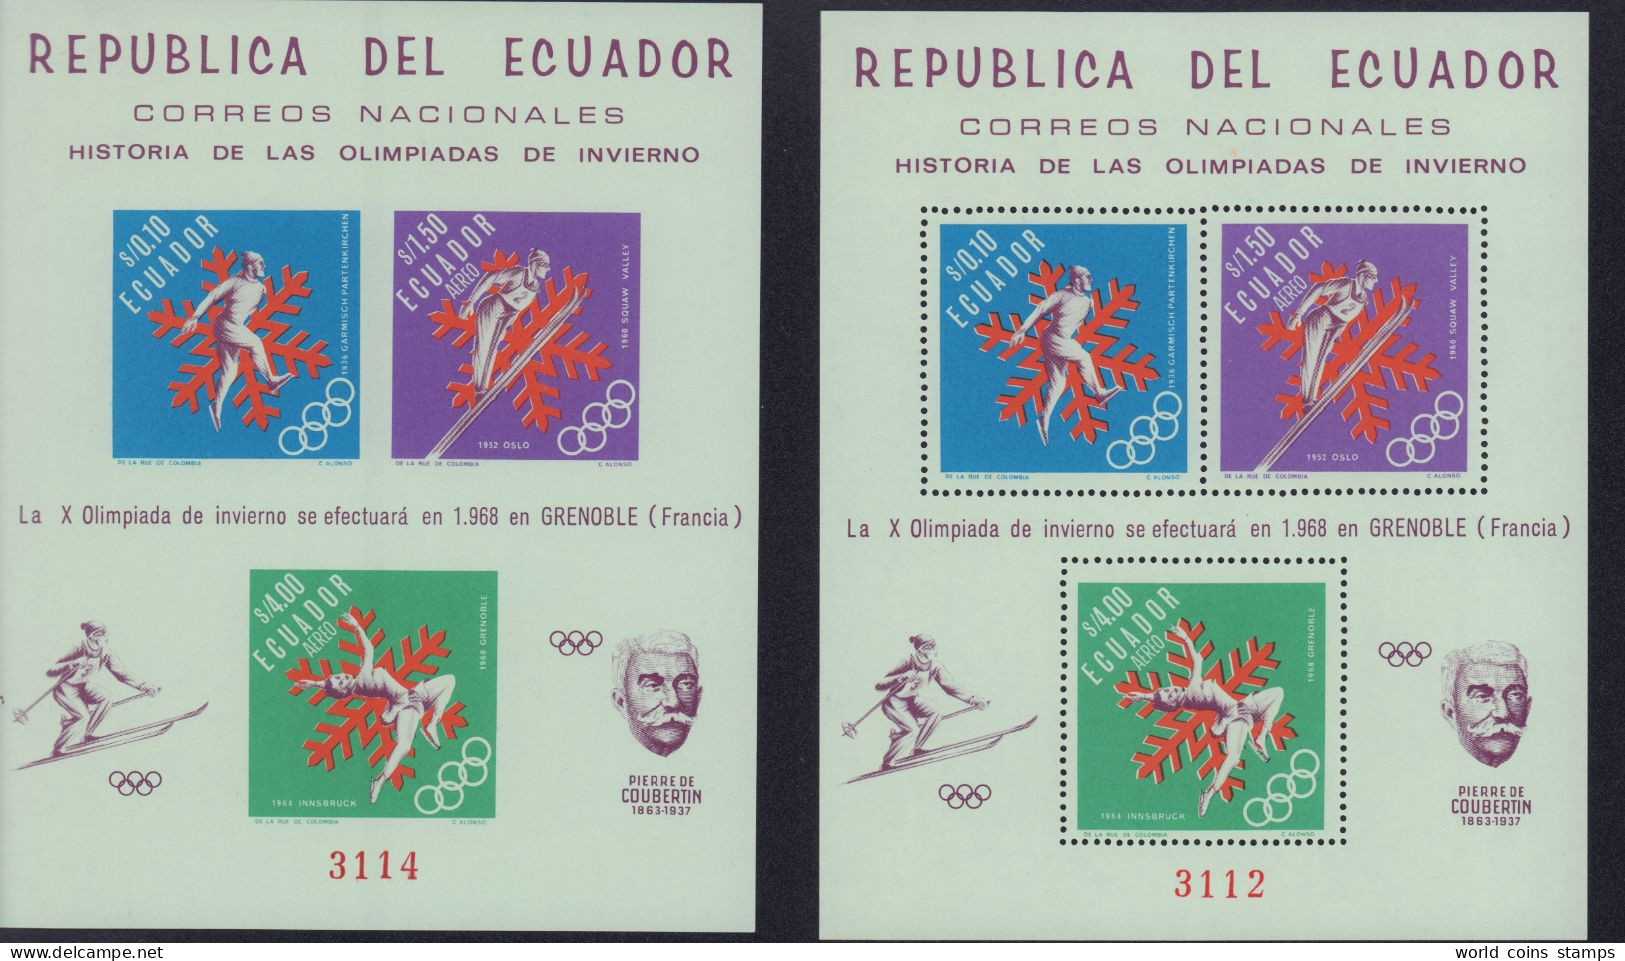 REPUBLICA DEL ECUADOR
CORREOS NACIONALES
HISTORIA DE LAS OLIMPIADAS DE INVIERNO
S/0.10
ECUADOR
1936 GARMISCH PARTENKIRCHEN
DE LA RUE DE COLOMBIA C ALONSO
S/1.50
ECUADOR
AEREO
1960 SQUAW VALLEY
1952 OSLO
DE LA RUE DE COLOMBIA C ALONSO
La X Olimpiada de invierno se efectuará en 1.968 en GRENOBLE (Francia)
S/4.00
ECUADOR
AEREO
1968 GRENOBLE
1964 INNSBRUCK
DE LA RUE DE COLOMBIA C ALONSO
PIERRE DE
COUBERTIN
1863-1937
3114
REPUBLICA DEL ECUADOR
CORREOS NACIONALES
HISTORIA DE LAS OLIMPIADAS DE INVIERNO
S/0.10
ECUADOR
1936 GARMISCH PARTENKIRCHEN
DE LA RUE DE COLOMBIA C ALONSO
S/1.50
ECUADOR
AEREO
1960 SQUAW VALLEY
1952 OSLO
DE LA RUE DE COLOMBIA C ALONSO
La X Olimpiada de invierno se efectuará en 1.968 en GRENOBLE (Francia)
S/4.00
ECUADOR
AEREO
1968 GRENOBLE
1964 INNSBRUCK
DE LA RUE DE COLOMBIA C ALONSO
PIERRE DE
COUBERTIN
1863-1937
3112
world coins stamps